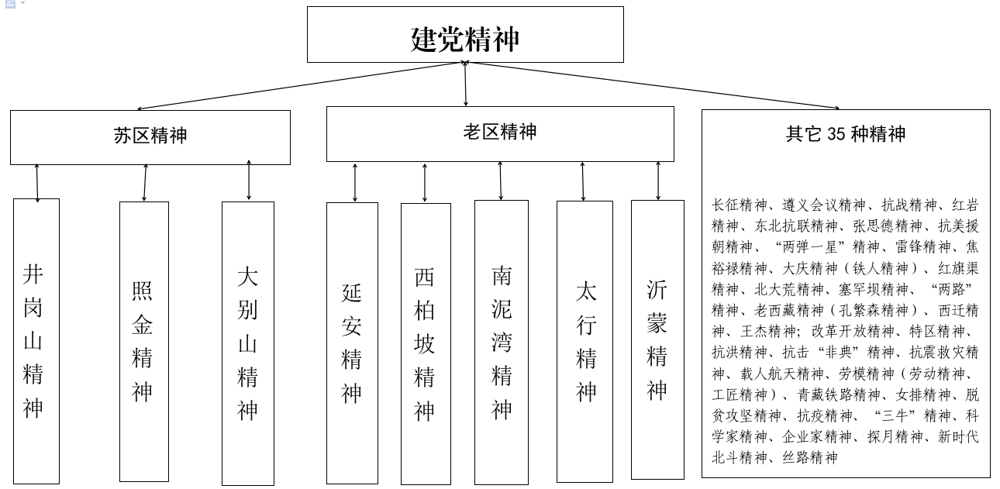 建党精神
苏区精神
老区精神
其它 35 种精神
井岗山精神
照金精神
大别山精神
延安精神
西柏坡精神
南泥湾精神
太行精神
沂蒙精神
长征精神、遵义会议精神、抗战精神、红岩
精神、东北抗联精神、张思德精神、抗美援
朝精神、“两弹一星”精神、雷锋精神、焦
裕禄精神、大庆精神（铁人精神）、红旗渠
精神、北大荒精神、塞罕坝精神、“两路”
精神、老西藏精神（孔繁森精神）、西迁精
神、王杰精神；改革开放精神、特区精神、
抗洪精神、抗击“非典”精神、抗震救灾精
神、载人航天精神、劳模精神（劳动精神、
工匠精神）、青藏铁路精神、女排精神、脱
贫攻坚精神、抗疫精神、“三牛”精神、科
学家精神、企业家精神、探月精神、新时代
北斗精神、丝路精神